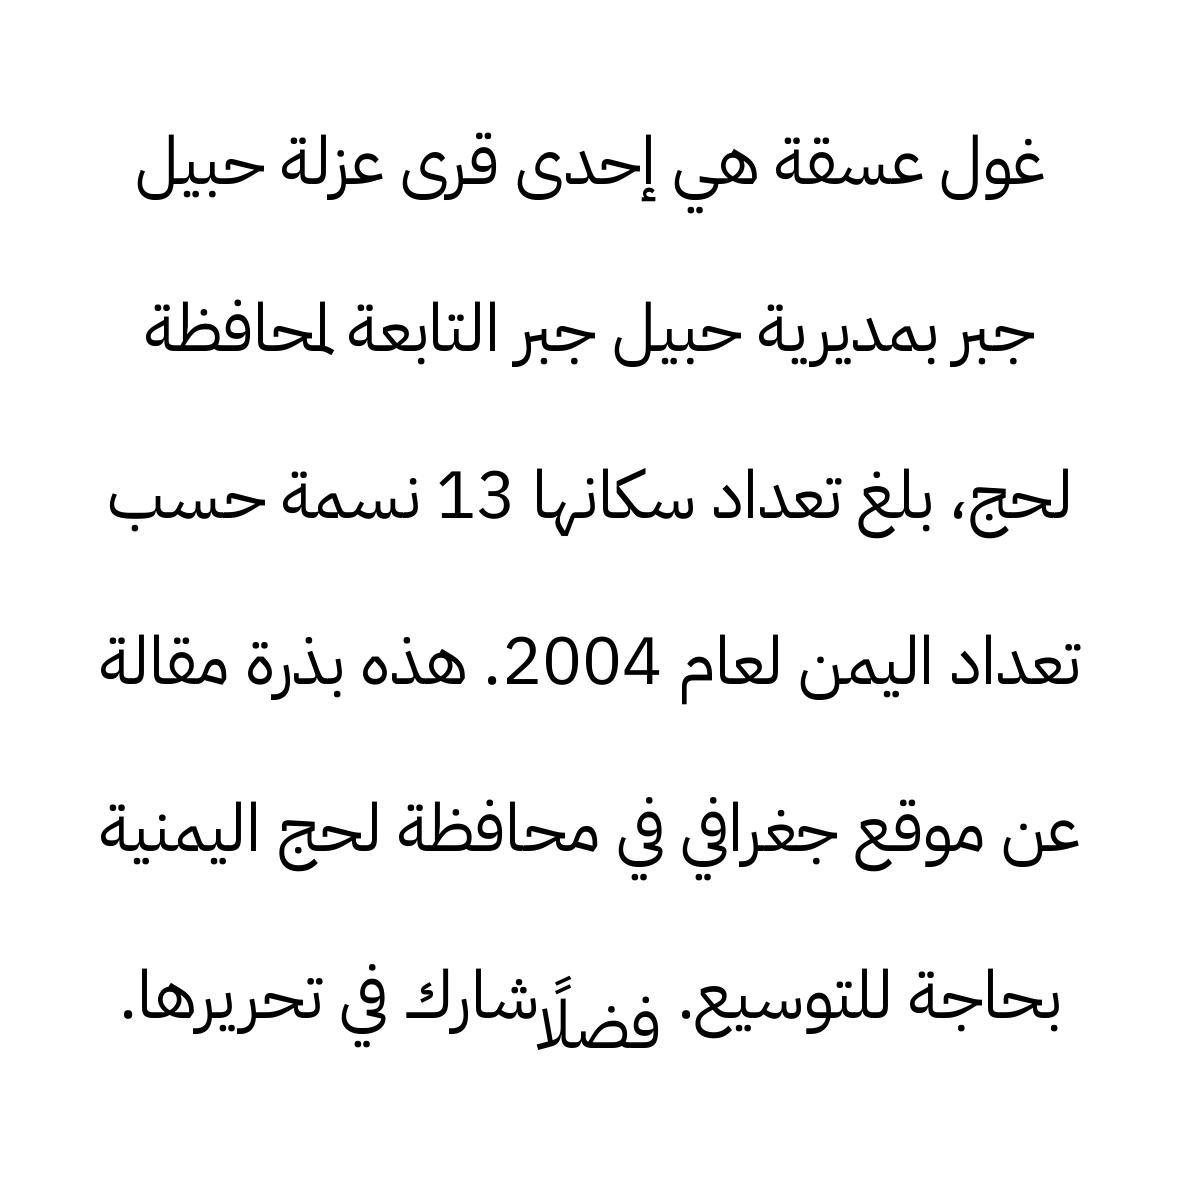 غول عسقة هي إحدى قرى عزلة حبيل
جبر بمديرية حبيل جبر التابعة لمحافظة
لحج، بلغ تعداد سكانها 13 نسمة حسب
تعداد اليمن لعام 2004. هذه بذرة مقالة
عن موقع جغرافي في محافظة لحج اليمنية
بحاجة للتوسيع. فضلًا شارك في تحريرها.